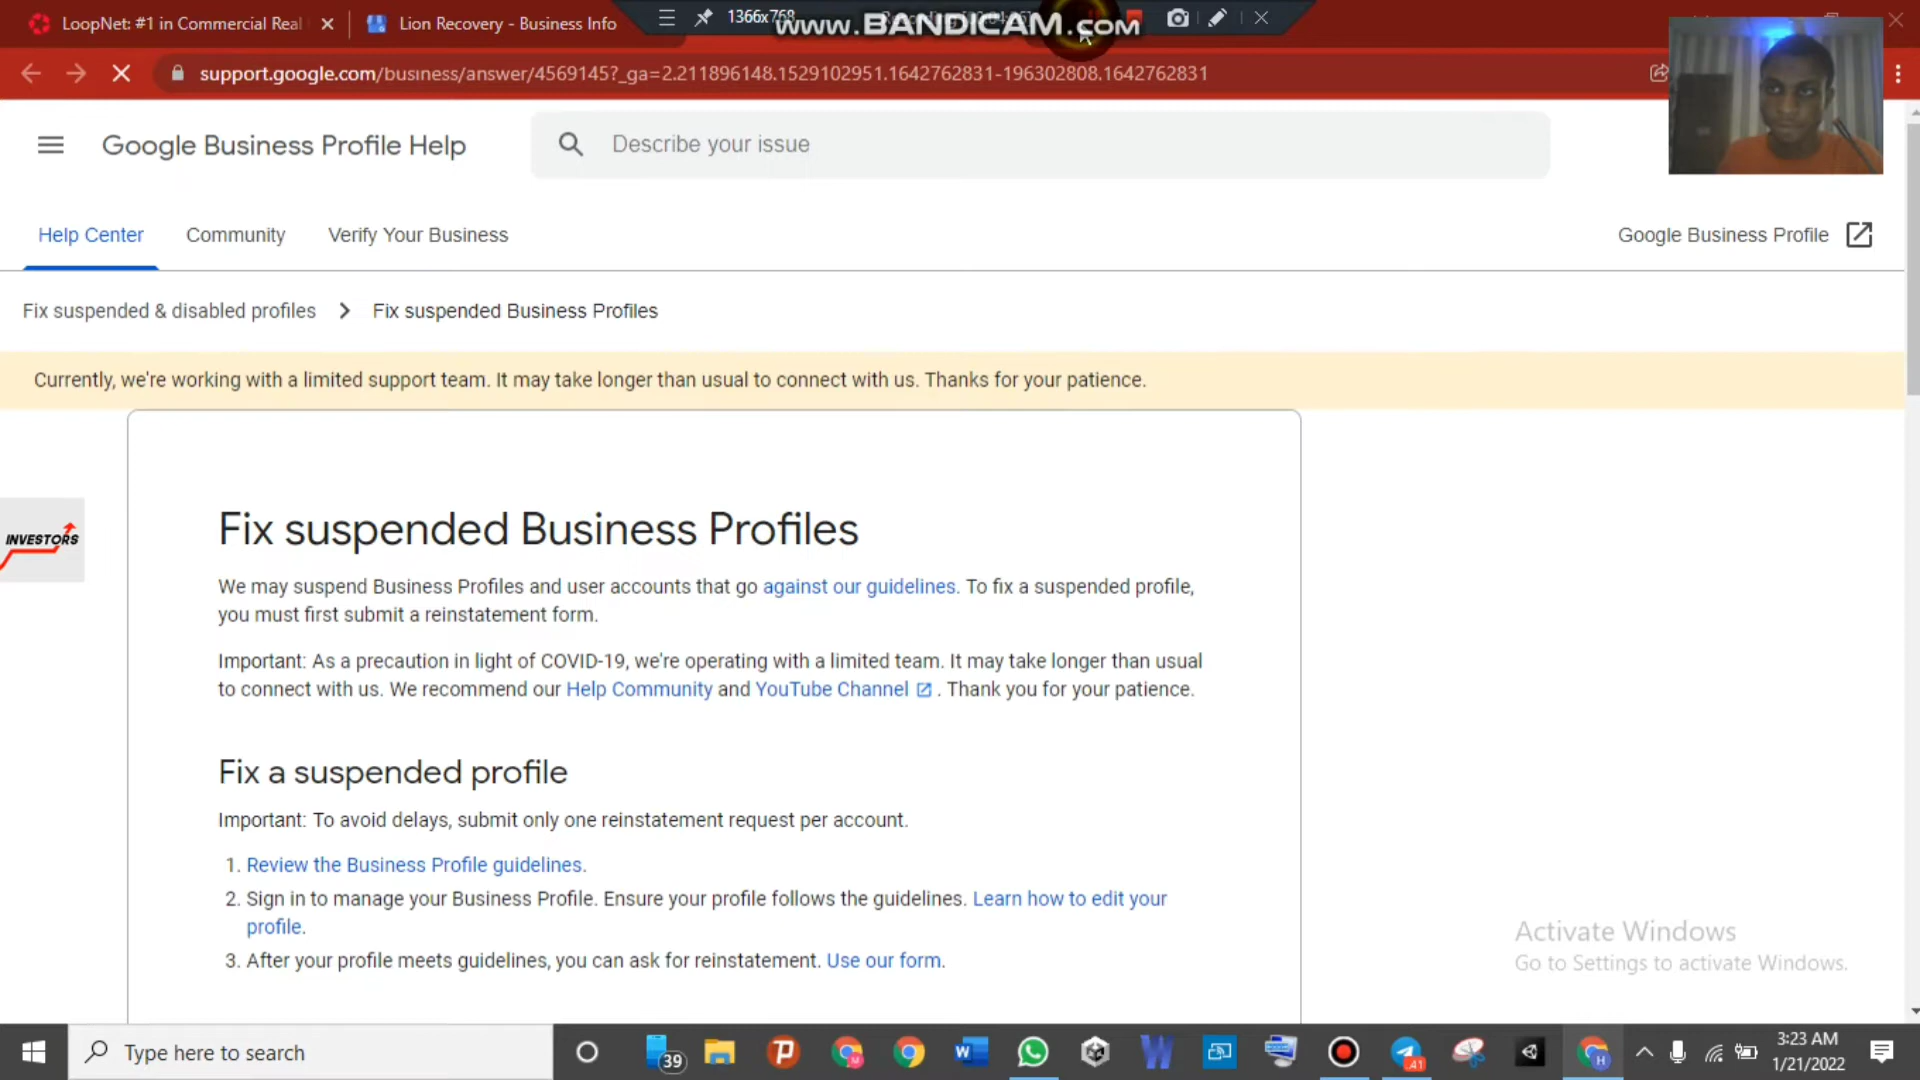 LoopNet: #1 in Commercial Real
Lion Recovery - Business Info
1366x768
www.BANDICAM.com
support.google.com/business/answer/4569145?_ga=2.211896148.1529102951.1642762831-196302808.1642762831
Google Business Profile Help
Describe your issue
Help Center
Community
Verify Your Business
Google Business Profile
Fix suspended & disabled profiles
Fix suspended Business Profiles
Currently, we're working with a limited support team. It may take longer than usual to connect with us. Thanks for your patience.
INVESTORS
Fix suspended Business Profiles
We may suspend Business Profiles and user accounts that go against our guidelines. To fix a suspended profile,
you must first submit a reinstatement form.
Important: As a precaution in light of COVID-19, we're operating with a limited team. It may take longer than usual
to connect with us. We recommend our Help Community and YouTube Channel . Thank you for your patience.
Fix a suspended profile
Important: To avoid delays, submit only one reinstatement request per account.
1. Review the Business Profile guidelines.
2. Sign in to manage your Business Profile. Ensure your profile follows the guidelines. Learn how to edit your
profile.
3. After your profile meets guidelines, you can ask for reinstatement. Use our form.
Activate Windows
Go to Settings to activate Windows.
Type here to search
39
41
3:23 AM
1/21/2022